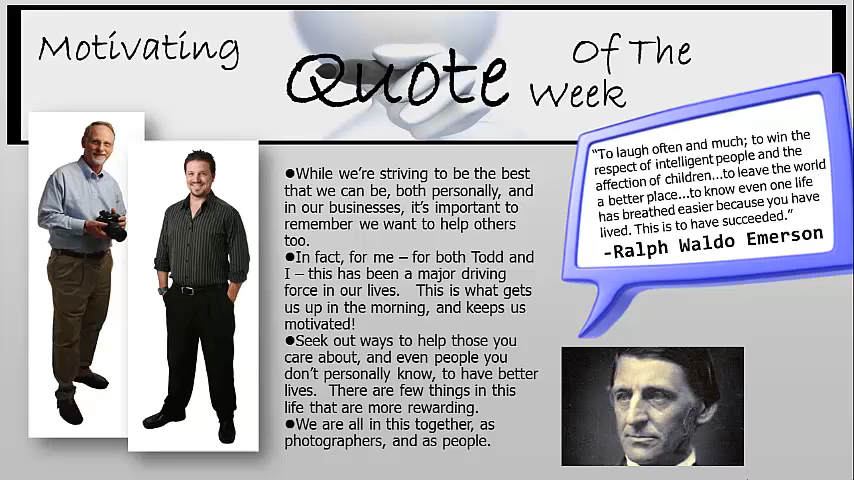 Motivating
Quote
Of The
Week
●While we're striving to be the best
that we can be, both personally, and
in our businesses, it's important to
remember we want to help others
too.
●In fact, for me – for both Todd and
I – this has been a major driving
force in our lives.   This is what gets
us up in the morning, and keeps us
motivated!
●Seek out ways to help those you
care about, and even people you
don't personally know, to have better
lives.  There are few things in this
life that are more rewarding.
●We are all in this together, as
photographers, and as people.
“To laugh often and much; to win the
respect of intelligent people and the
affection of children...to leave the world
a better place...to know even one life
has breathed easier because you have
lived. This is to have succeeded.”
-Ralph Waldo Emerson